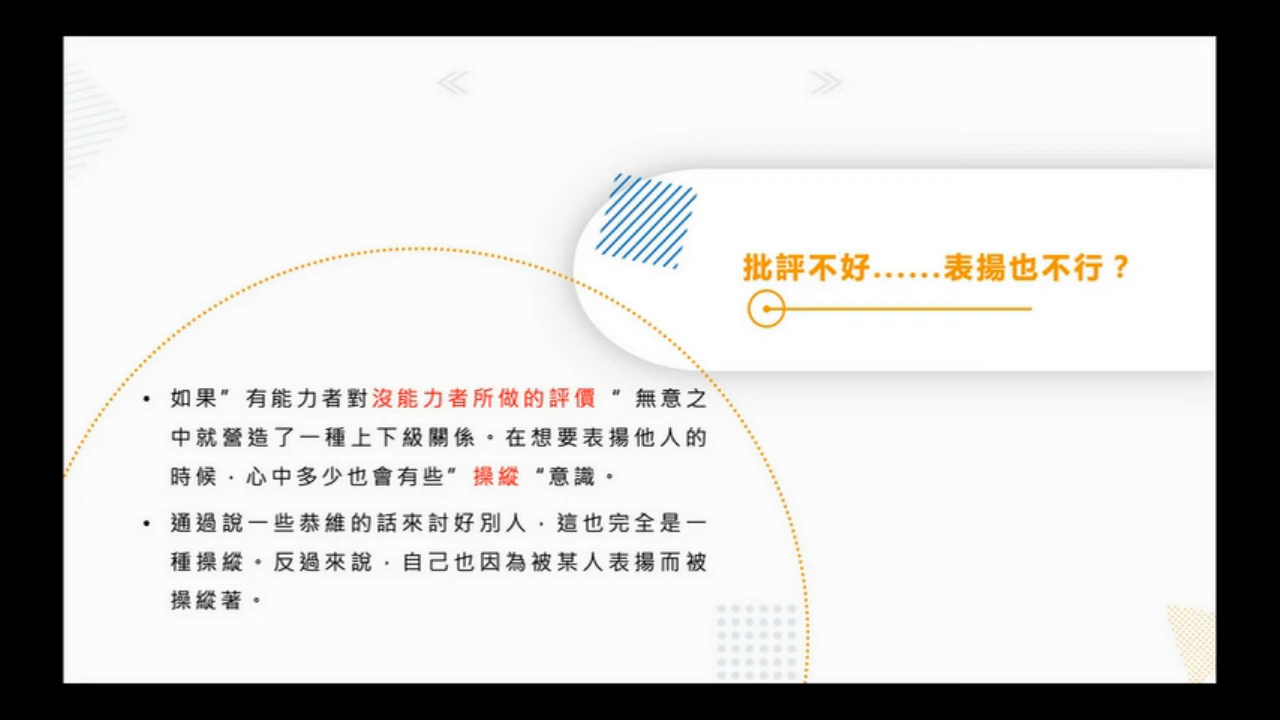 批評不好......表揚也不行？
• 如果”有能力者對沒能力者所做的評價“無意之
中就營造了一種上下級關係。在想要表揚他人的
時候，心中多少也會有些”操縱“意識。
• 通過說一些恭維的話來討好別人，這也完全是一
種操縱。反過來說，自己也因為被某人表揚而被
操縱著。